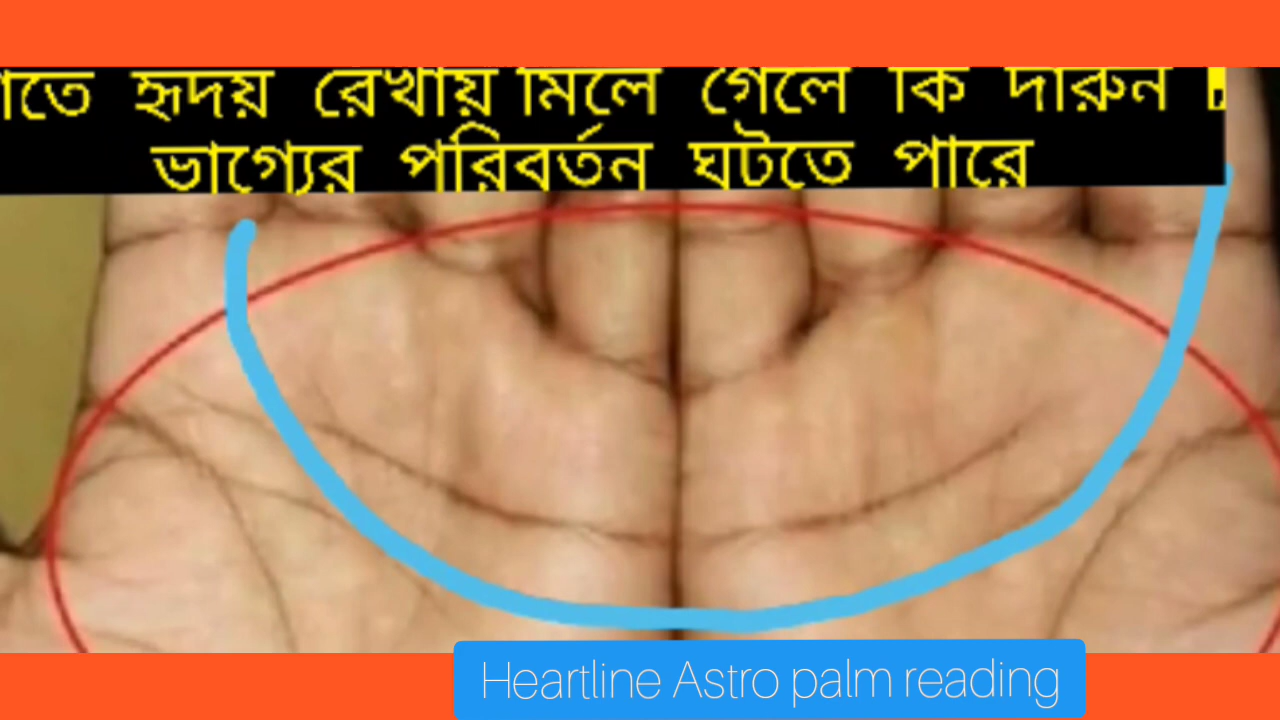 হৃদয় রেখায় মিলে গেলে কি দারুন
ভাগ্যের পরিবর্তন ঘটতে পারে
Heartline Astro palm reading